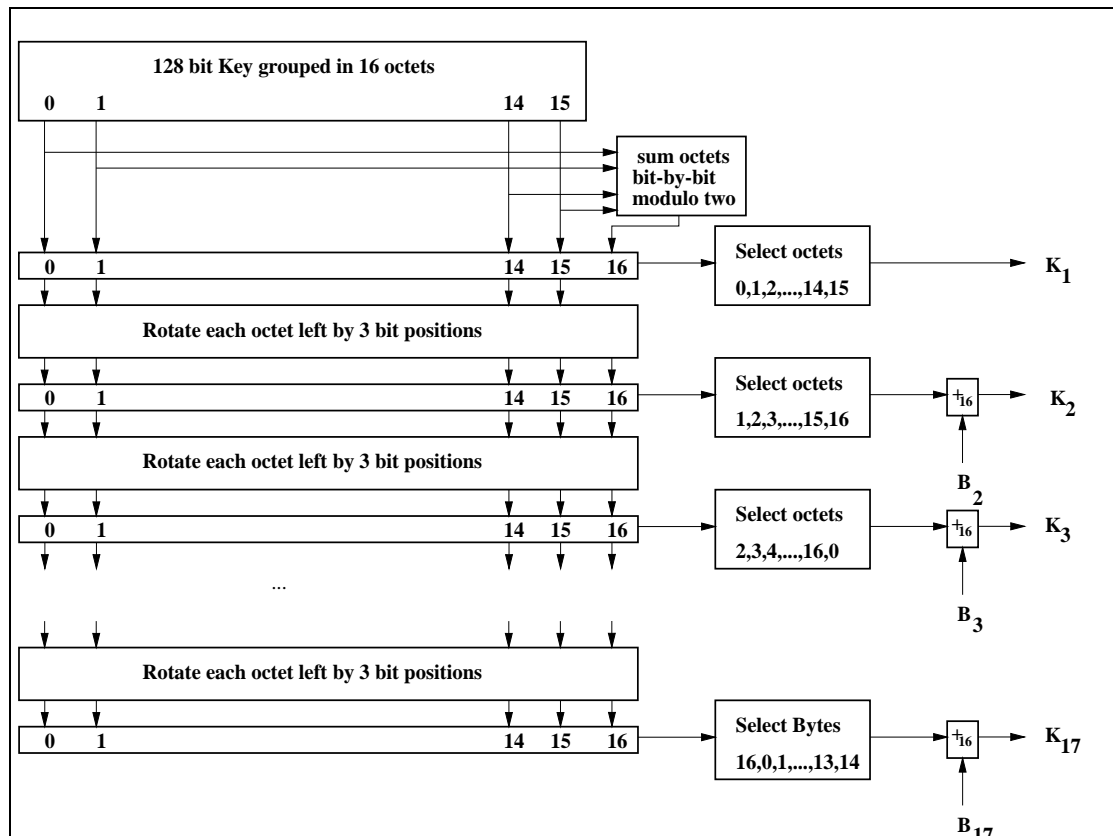 128 bit Key grouped in 16 octets
0 1 14 15
sum octets
bit-by-bit
modulo two
0 1 14 15 16
Select octets
0,1,2,...,14,15
K1
Rotate each octet left by 3 bit positions
0 1 14 15 16
Select octets
1,2,3,...,15,16
+16
K2
B2
Rotate each octet left by 3 bit positions
0 1 14 15 16
Select octets
2,3,4,...,16,0
+16
K3
B3
...
Rotate each octet left by 3 bit positions
0 1 14 15 16
Select Bytes
16,0,1,...,13,14
+16
K17
B17